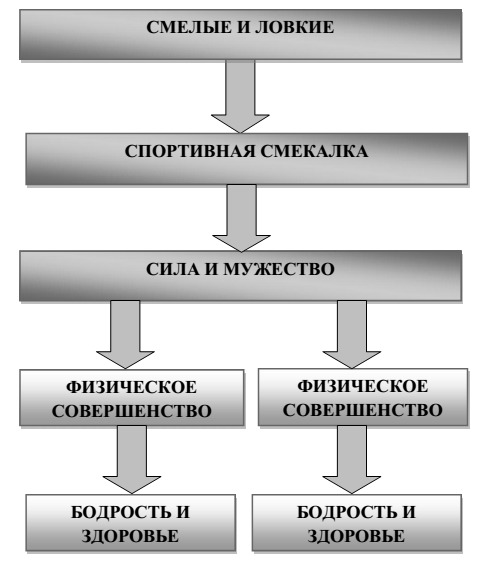 СМЕЛЫЕ И ЛОВКИЕ
СПОРТИВНАЯ СМЕКАЛКА
СИЛА И МУЖЕСТВО
ФИЗИЧЕСКОЕ
СОВЕРШЕНСТВО
ФИЗИЧЕСКОЕ
СОВЕРШЕНСТВО
БОДРОСТЬ И
ЗДОРОВЬЕ
БОДРОСТЬ И
ЗДОРОВЬЕ